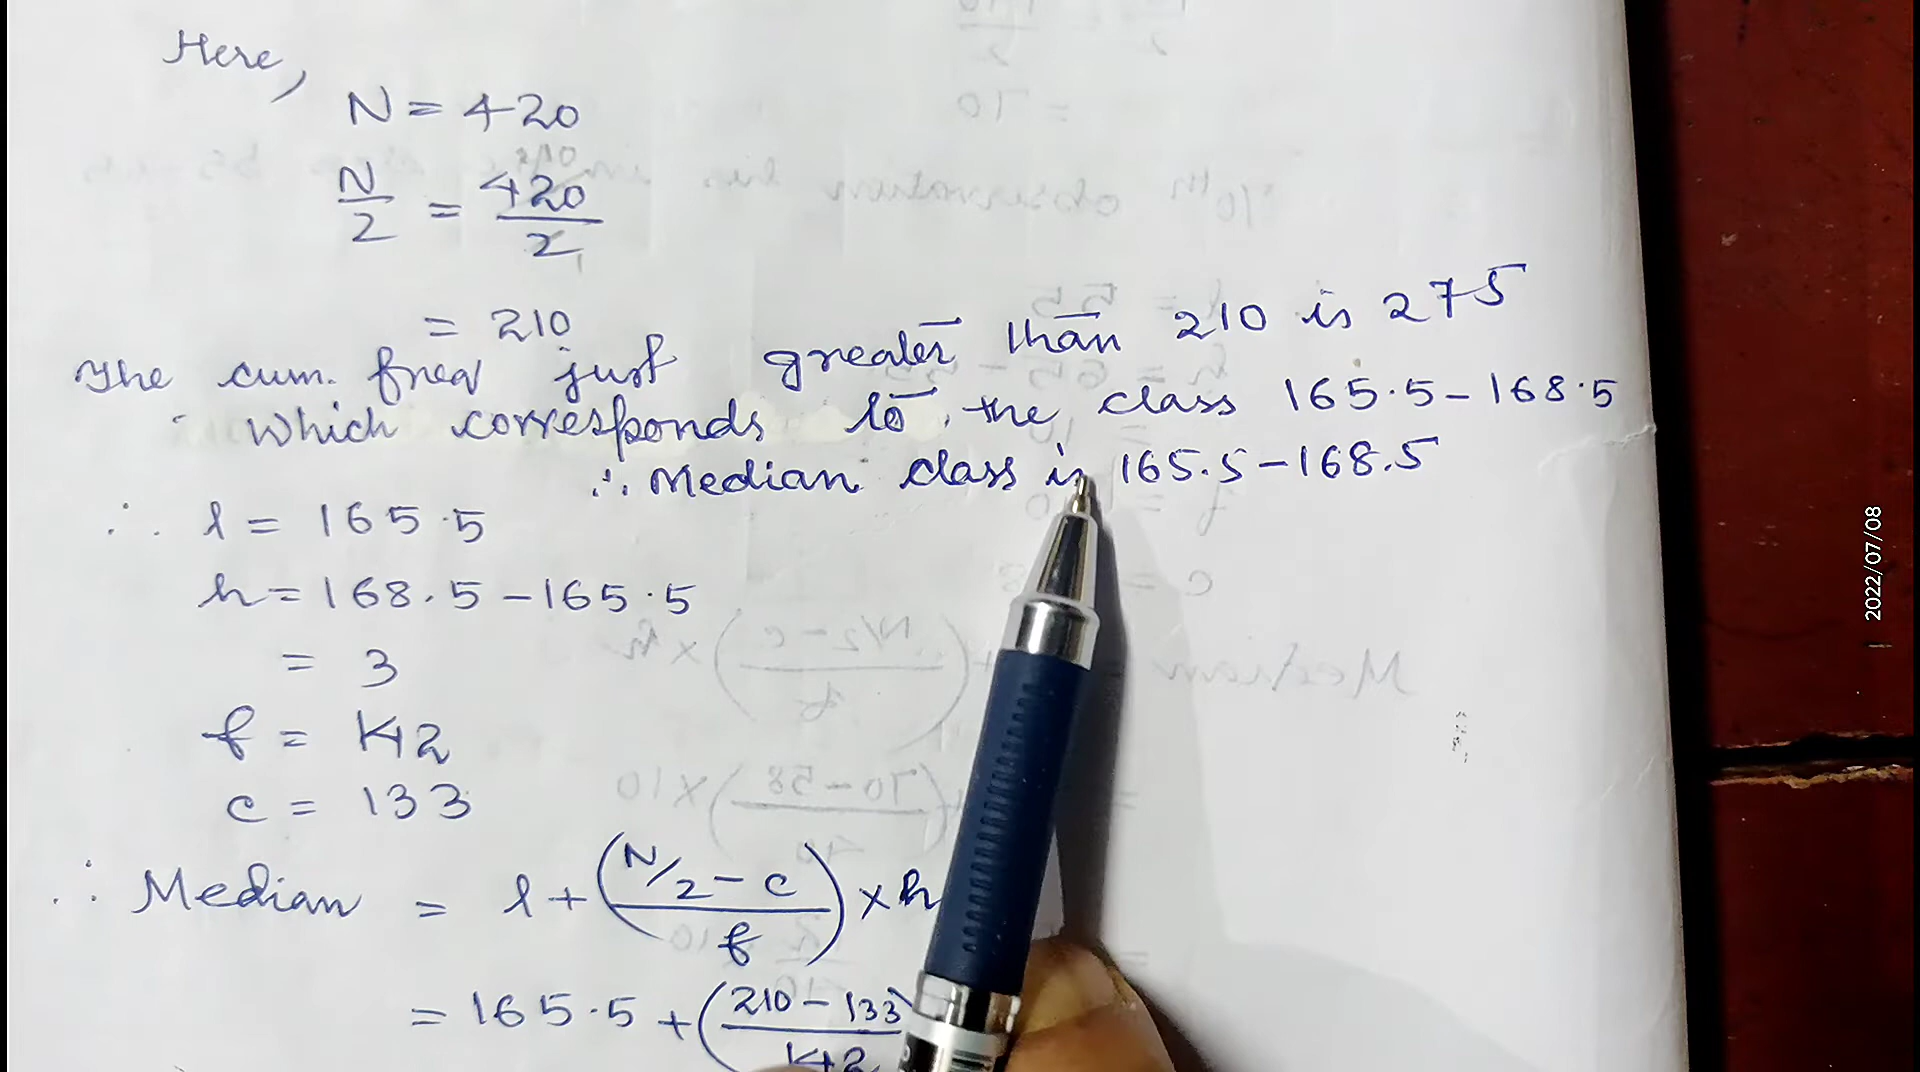 Here,
N = 420
N/2 = 420/2
= 210
The cum. freq just greater than 210 is 275
which corresponds to the class 165.5 - 168.5
∴ Median class is 165.5 - 168.5
∴ l = 165.5
h = 168.5 - 165.5
= 3
f = 142
c = 133
∴ Median = l + (N/2 - c / f) × h
= 165.5 + (210 - 133 / 142
2022/07/08